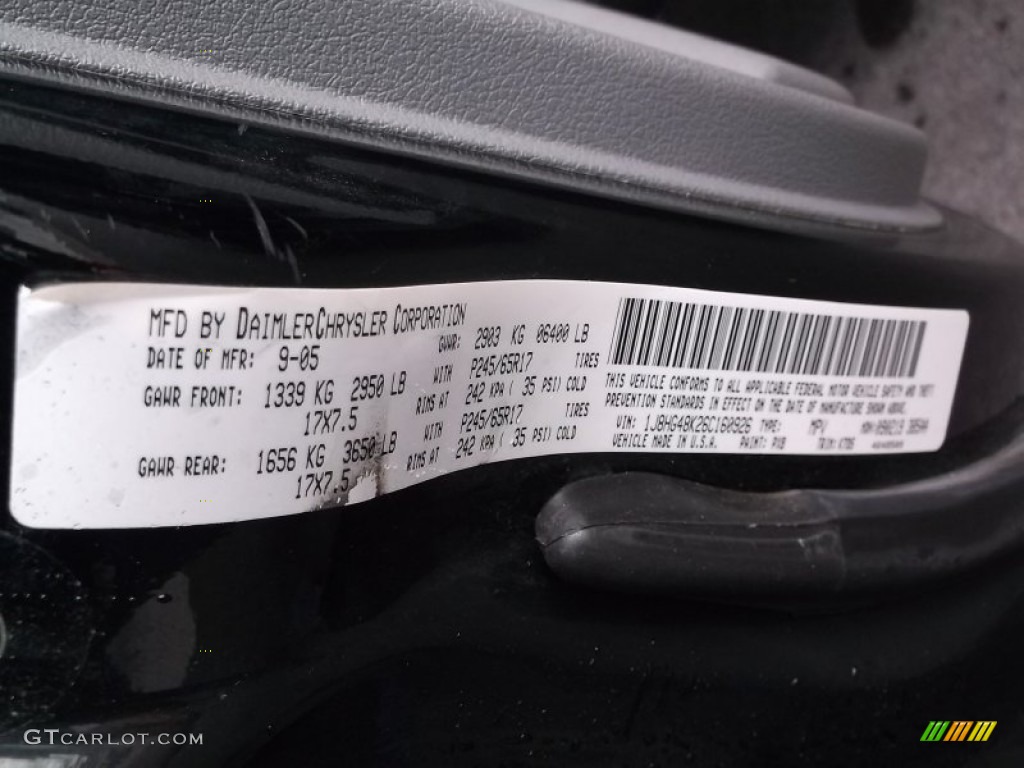 MFD BY DAIMLERCHRYSLER CORPORATION
DATE OF MFR: 9-05 GVWR: 2903 KG 06400 LB
GAWR FRONT: 1339 KG 2950 LB WITH P245/65R17 TIRES
17X7.5 RIMS AT 242 KPA ( 35 PSI) COLD
GAWR REAR: 1656 KG 3650 LB WITH P245/65R17 TIRES
17X7.5 RIMS AT 242 KPA ( 35 PSI) COLD
THIS VEHICLE CONFORMS TO ALL APPLICABLE FEDERAL MOTOR VEHICLE SAFETY AND THEFT
PREVENTION STANDARDS IN EFFECT ON THE DATE OF MANUFACTURE SHOWN ABOVE.
VIN: 1J8HG48K26C160926 TYPE: MPV MDH:
VEHICLE MADE IN U.S.A. PAINT: PX8 TRIM:
GTCARLOT.COM